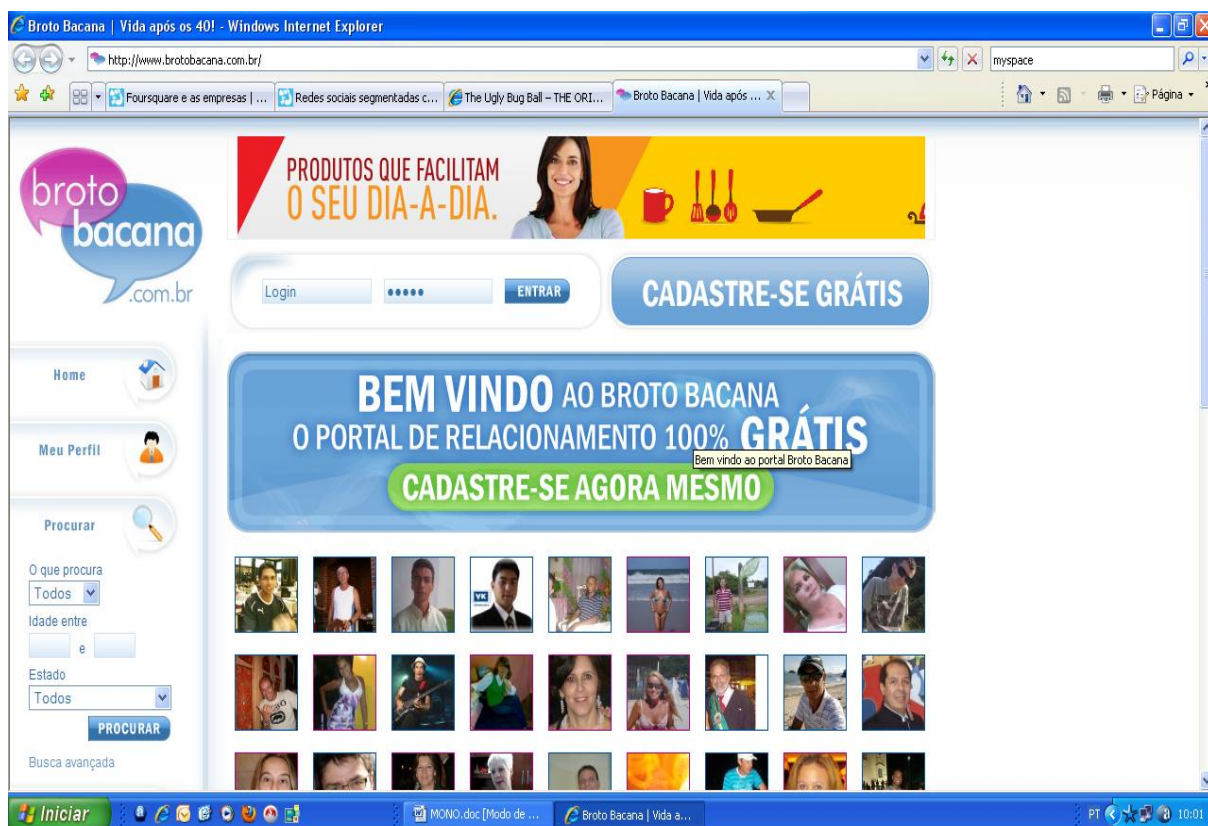 Broto Bacana | Vida após os 40! - Windows Internet Explorer
http://www.brotobacana.com.br/
myspace
Foursquare e as empresas | ...
Redes sociais segmentadas c...
The Ugly Bug Ball – THE ORI...
Broto Bacana | Vida após ...
Página
broto
bacana
.com.br
PRODUTOS QUE FACILITAM
O SEU DIA-A-DIA.
Login
ENTRAR
CADASTRE-SE GRÁTIS
Home
Meu Perfil
Procurar
O que procura
Todos
Idade entre
e
Estado
Todos
PROCURAR
Busca avançada
BEM VINDO AO BROTO BACANA
O PORTAL DE RELACIONAMENTO 100% GRÁTIS
Bem vindo ao portal Broto Bacana
CADASTRE-SE AGORA MESMO
YK
Iniciar
MONO.doc [Modo de ...
Broto Bacana | Vida a...
PT
10:01